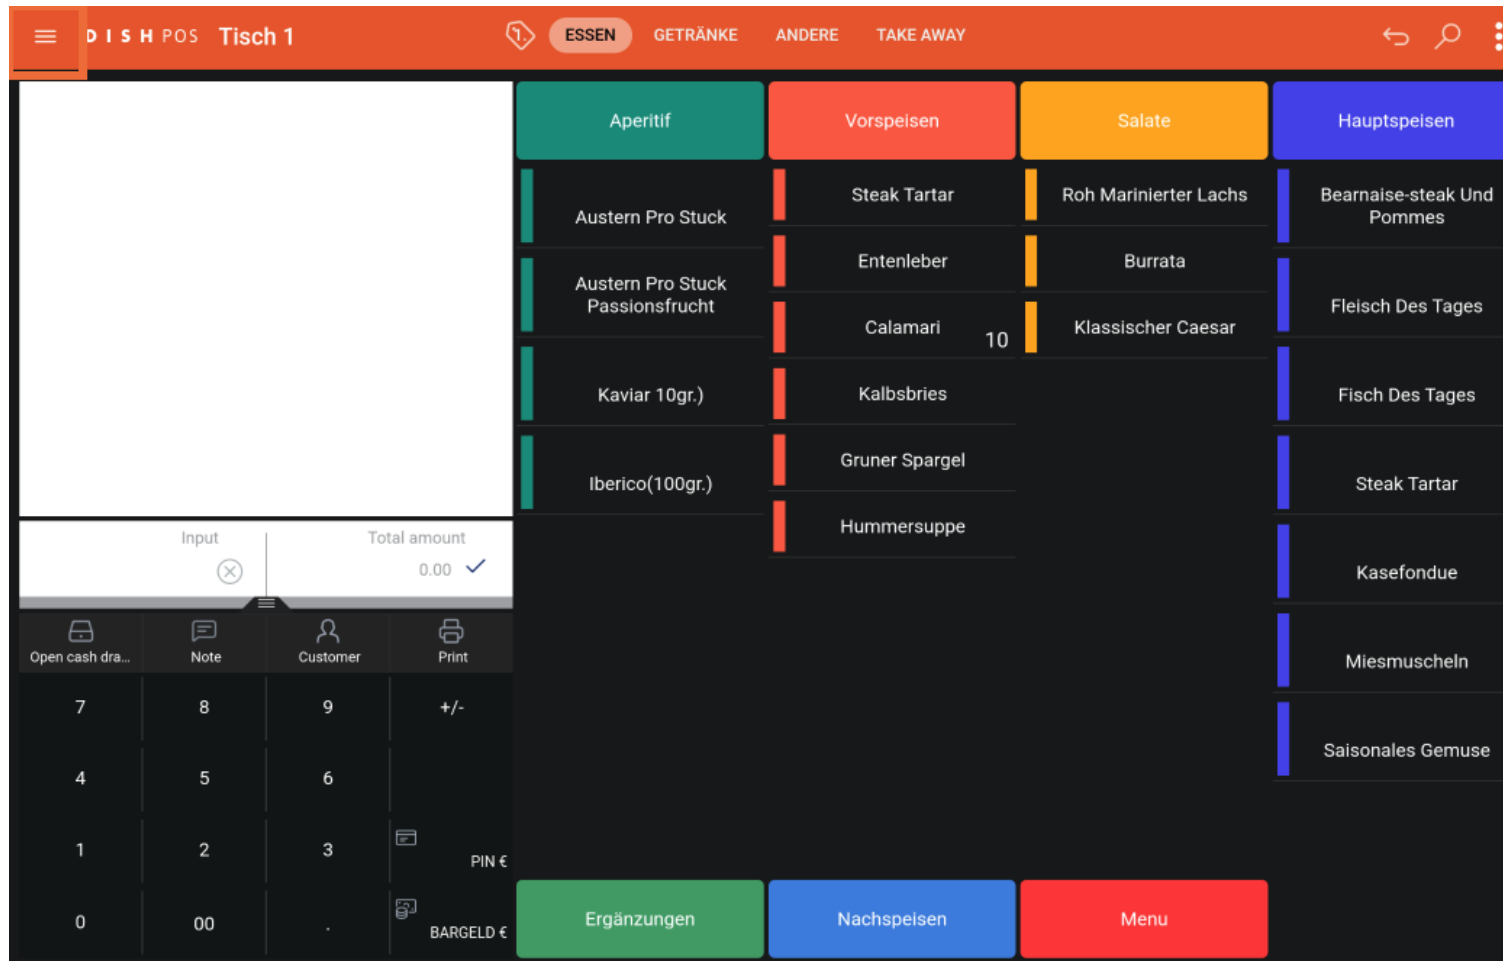 DISH POS Tisch 1
1. ESSEN GETRÄNKE ANDERE TAKE AWAY
Aperitif
Austern Pro Stuck
Austern Pro Stuck
Passionsfrucht
Kaviar 10gr.)
Iberico(100gr.)
Vorspeisen
Steak Tartar
Entenleber
Calamari 10
Kalbsbries
Gruner Spargel
Hummersuppe
Salate
Roh Marinierter Lachs
Burrata
Klassischer Caesar
Hauptspeisen
Bearnaise-steak Und
Pommes
Fleisch Des Tages
Fisch Des Tages
Steak Tartar
Kasefondue
Miesmuscheln
Saisonales Gemuse
Input Total amount
0.00
Open cash dra... Note Customer Print
7 8 9 +/-
4 5 6
1 2 3 PIN €
0 00 . BARGELD €
Ergänzungen Nachspeisen Menu